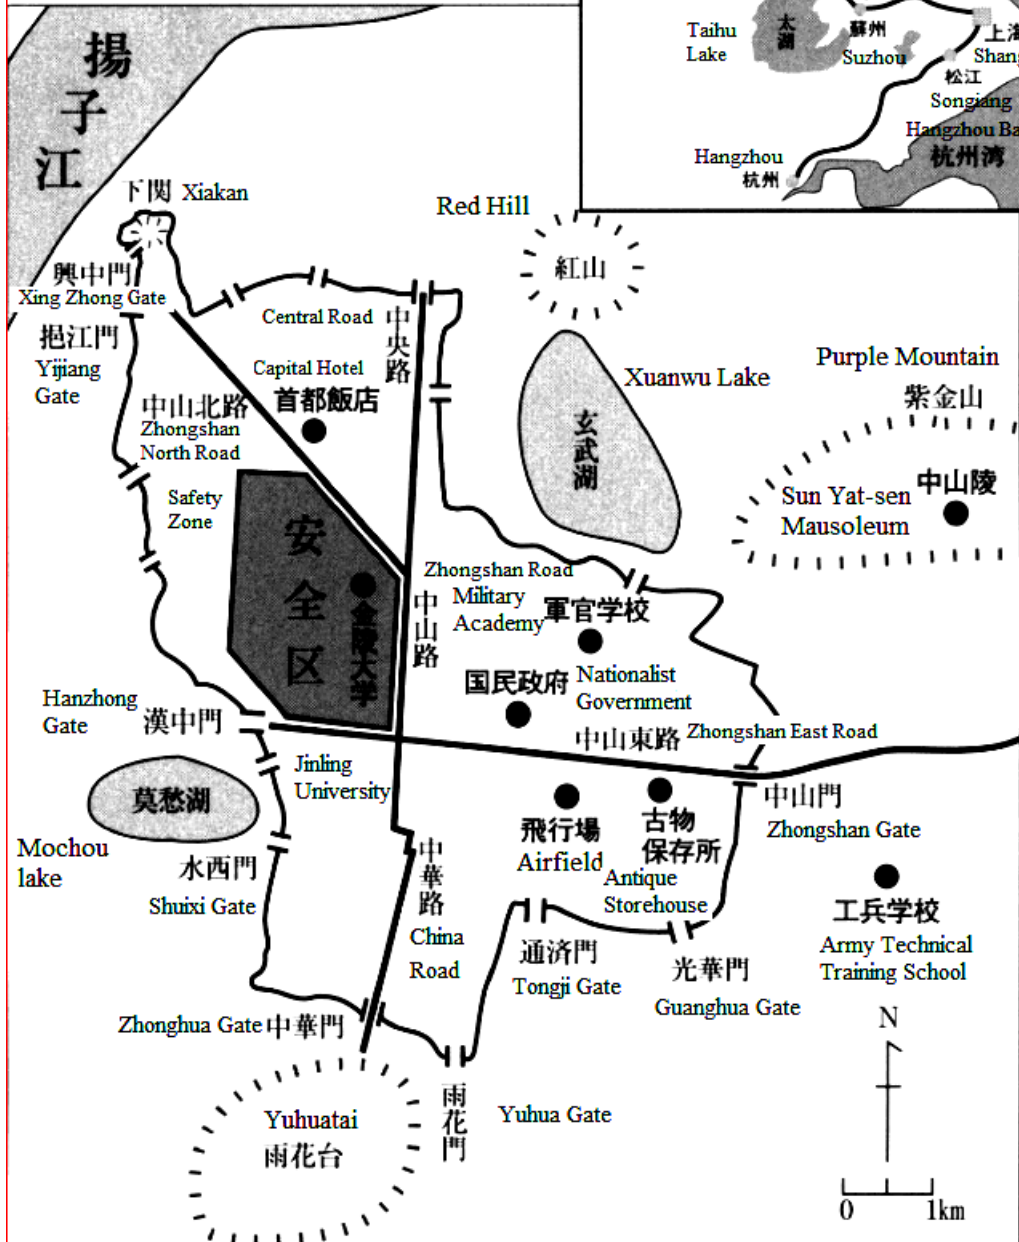 揚子江
Taihu
Lake
太湖
蘇州
Suzhou
上海
Shang
松江
Songjang
Hangzhou Ba
杭州湾
Hangzhou
杭州
下関 Xiakan
Red Hill
紅山
興中門
Xing Zhong Gate
挹江門
Yijiang
Gate
Central Road
中央路
Capital Hotel
首都飯店
中山北路
Zhongshan
North Road
Xuanwu Lake
玄武湖
Purple Mountain
紫金山
Sun Yat-sen
Mausoleum
中山陵
Safety
Zone
安全区
金陵大学
Zhongshan Road
中山路
Military
Academy
軍官学校
国民政府
Nationalist
Government
Hanzhong
Gate
漢中門
中山東路
Zhongshan East Road
Jinling
University
莫愁湖
Mochou
lake
水西門
Shuixi Gate
飛行場
Airfield
古物
保存所
Antique
Storehouse
中山門
Zhongshan Gate
工兵学校
Army Technical
Training School
中華路
China
Road
通済門
Tongji Gate
光華門
Guanghua Gate
Zhonghua Gate 中華門
雨花門
Yuhua Gate
Yuhuatai
雨花台
N
0 1km